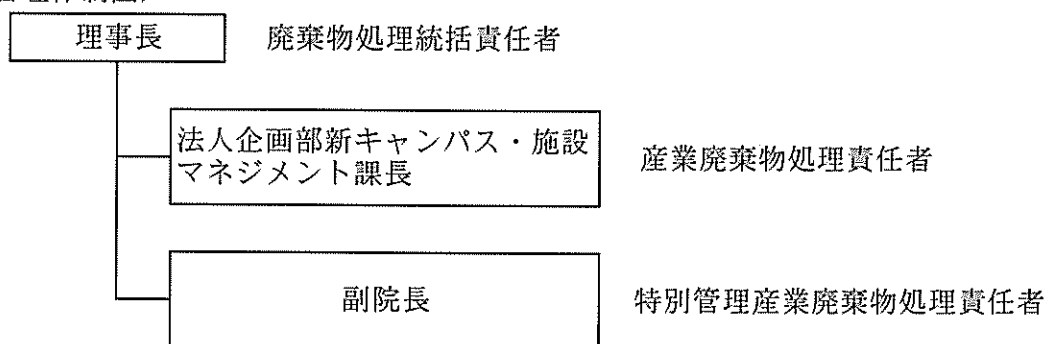 理事長 廃棄物処理統括責任者
法人企画部新キャンパス・施設
マネジメント課長
産業廃棄物処理責任者
副院長 特別管理産業廃棄物処理責任者